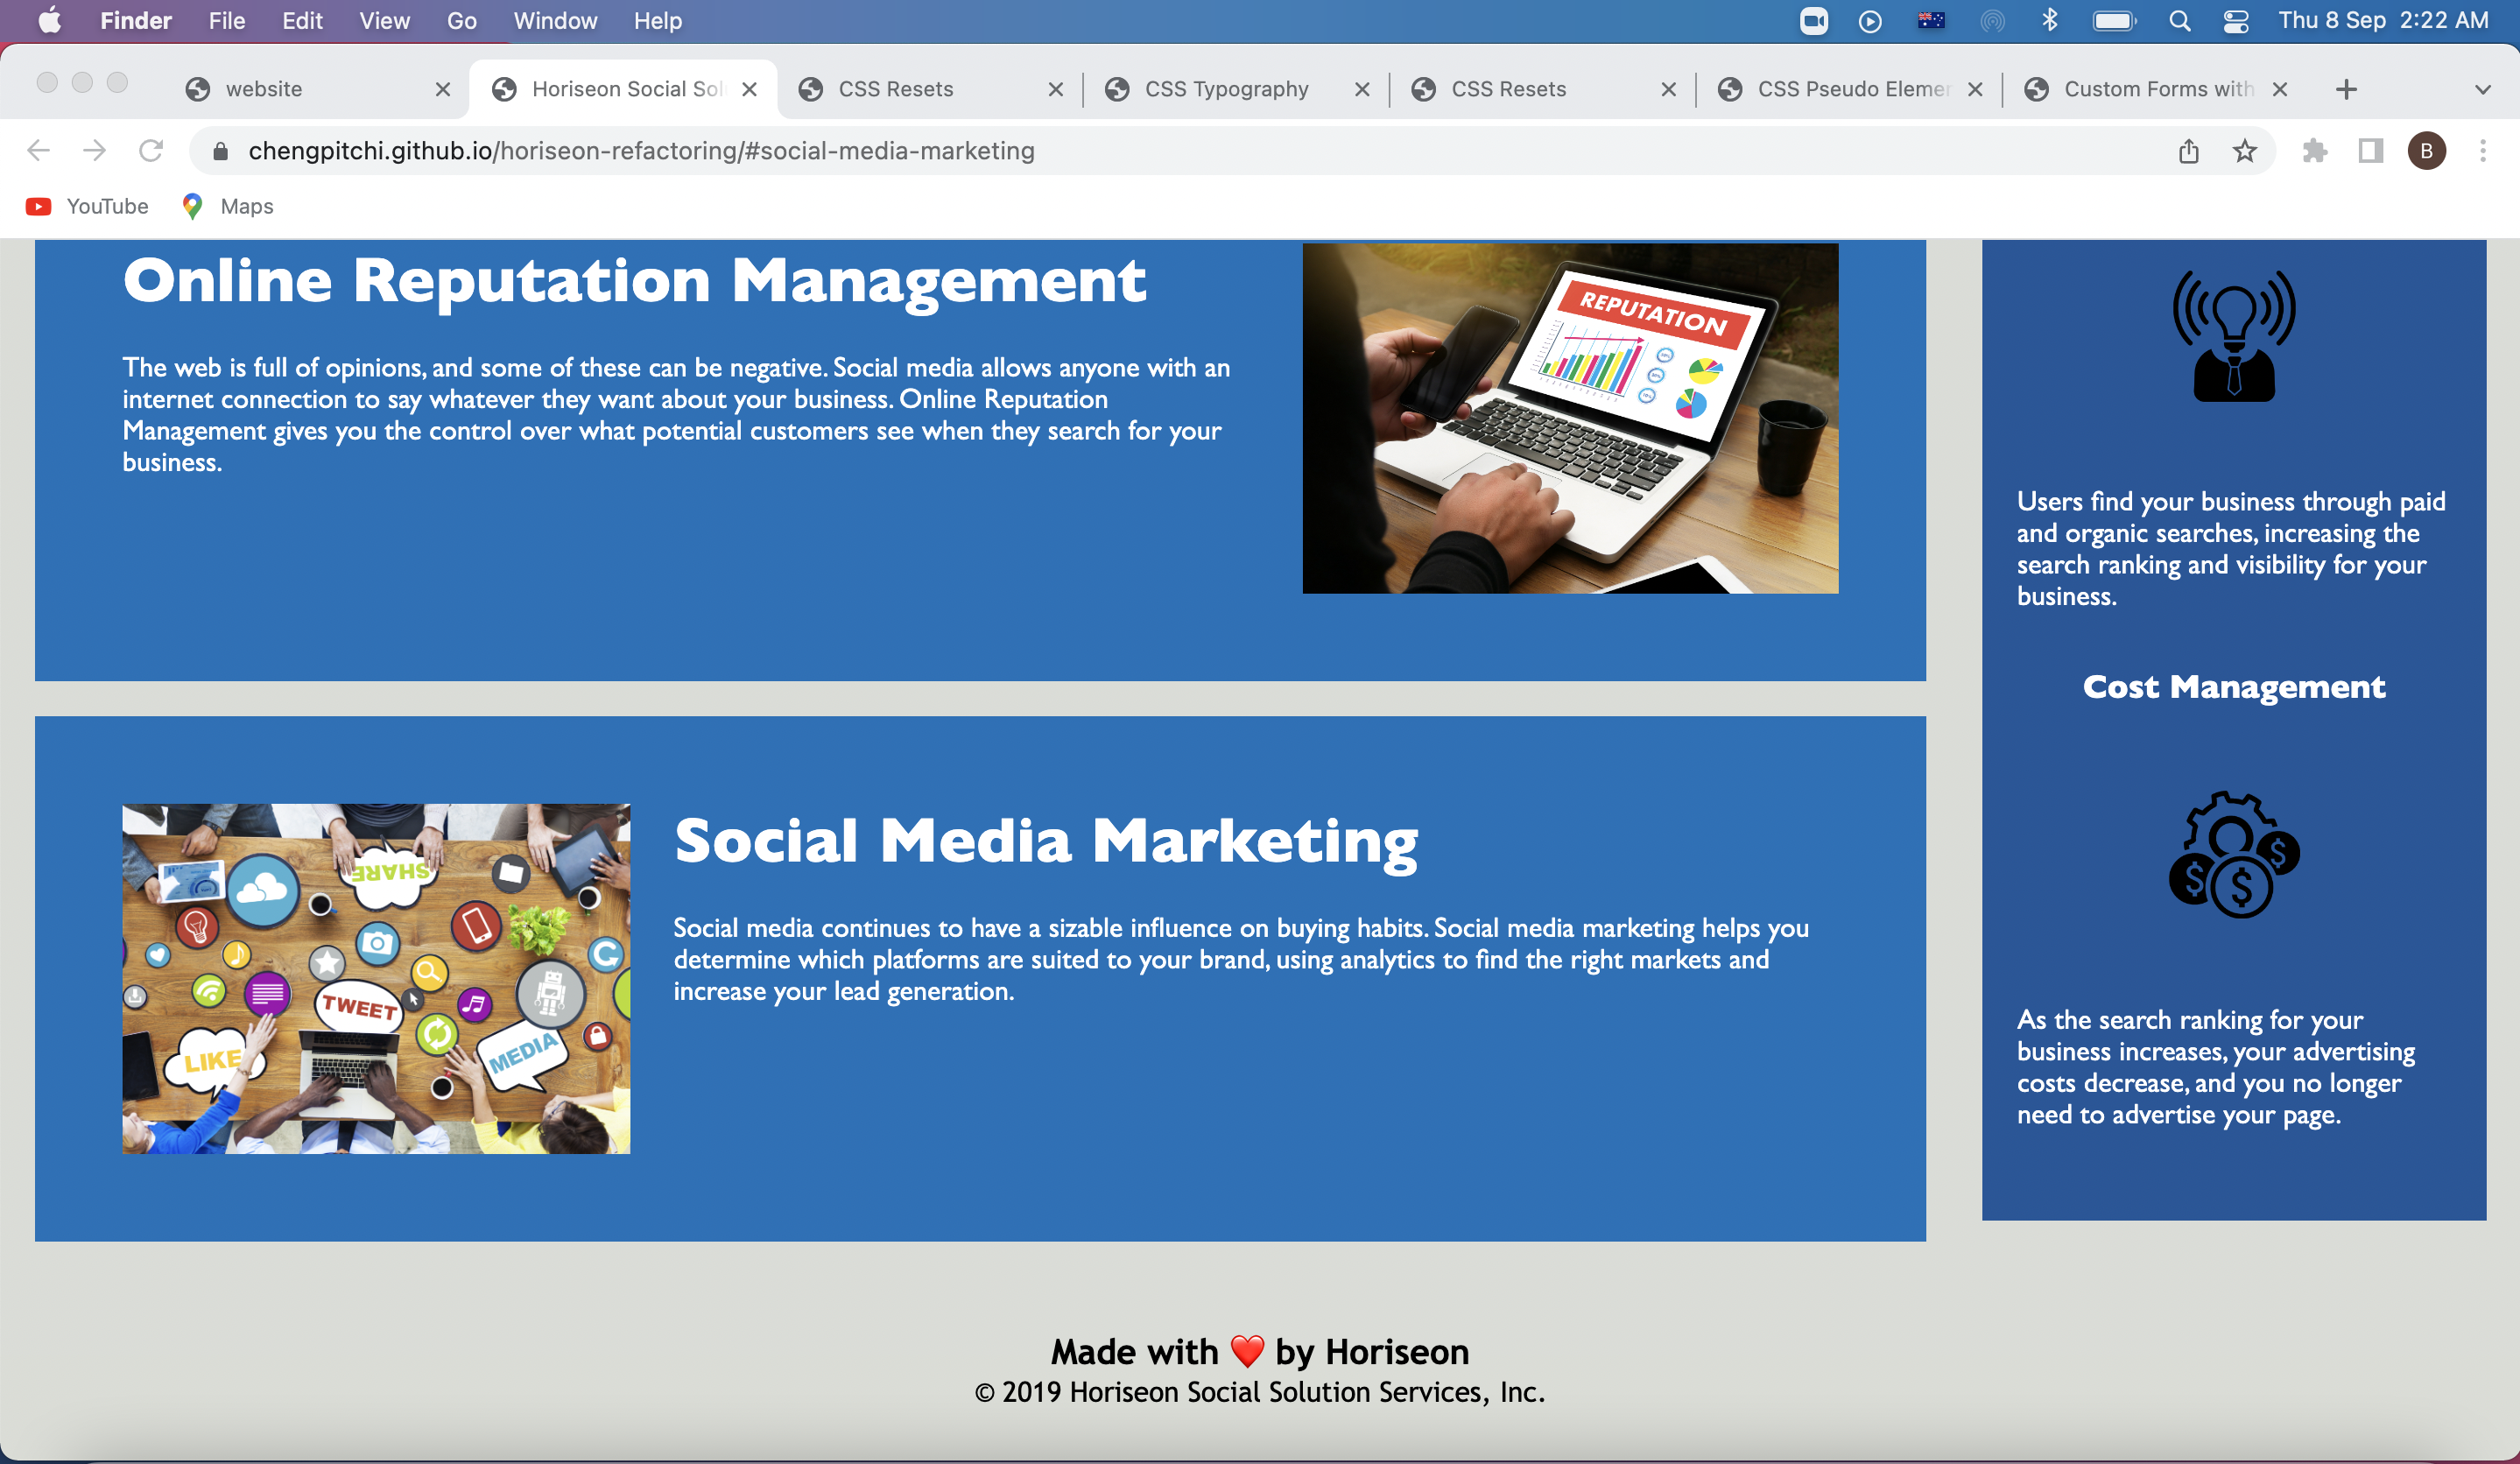 Finder File Edit View Go Window Help Thu 8 Sep 2:22 AM
website Horiseon Social Sol CSS Resets CSS Typography CSS Resets CSS Pseudo Elemen Custom Forms with
chengpitchi.github.io/horiseon-refactoring/#social-media-marketing B
YouTube Maps
Online Reputation Management
The web is full of opinions, and some of these can be negative. Social media allows anyone with an
internet connection to say whatever they want about your business. Online Reputation
Management gives you the control over what potential customers see when they search for your
business.
REPUTATION
Users find your business through paid
and organic searches, increasing the
search ranking and visibility for your
business.
Cost Management
SHARE
TWEET
LIKE
MEDIA
Social Media Marketing
Social media continues to have a sizable influence on buying habits. Social media marketing helps you
determine which platforms are suited to your brand, using analytics to find the right markets and
increase your lead generation.
$ $ $
As the search ranking for your
business increases, your advertising
costs decrease, and you no longer
need to advertise your page.
Made with ❤️ by Horiseon
© 2019 Horiseon Social Solution Services, Inc.